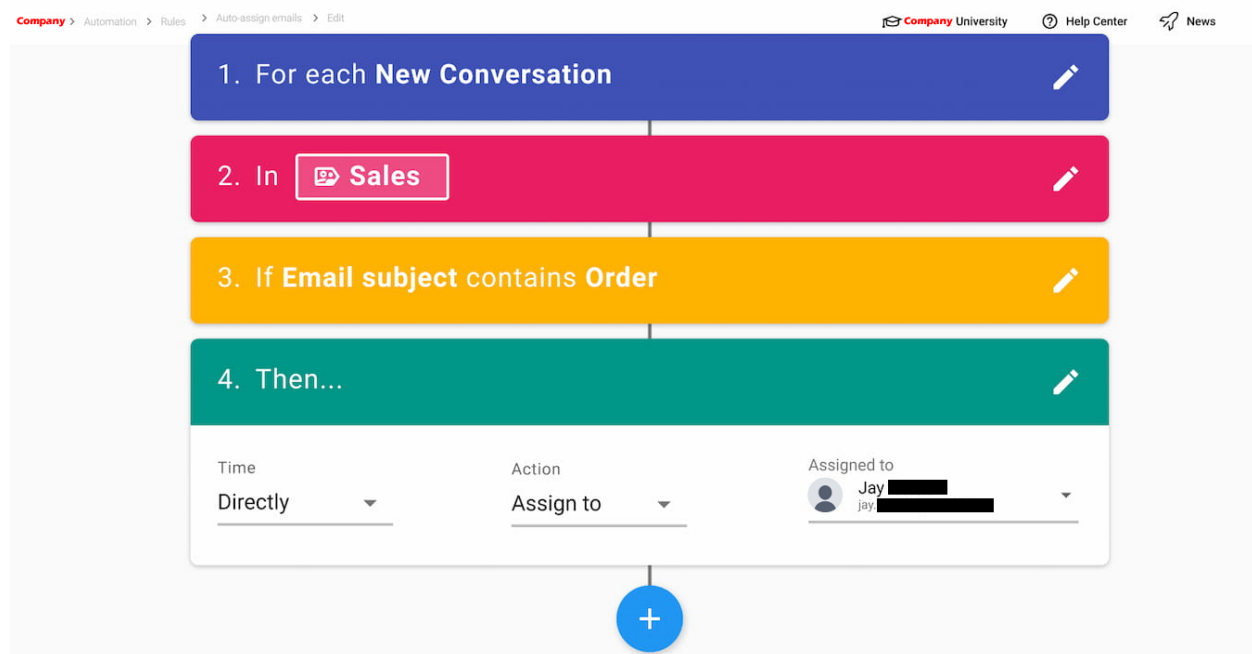 Company > Automation > Rules > Auto-assign emails > Edit
Company University
Help Center
News
1. For each New Conversation
2. In Sales
3. If Email subject contains Order
4. Then...
Time
Directly
Action
Assign to
Assigned to
Jay
jay.